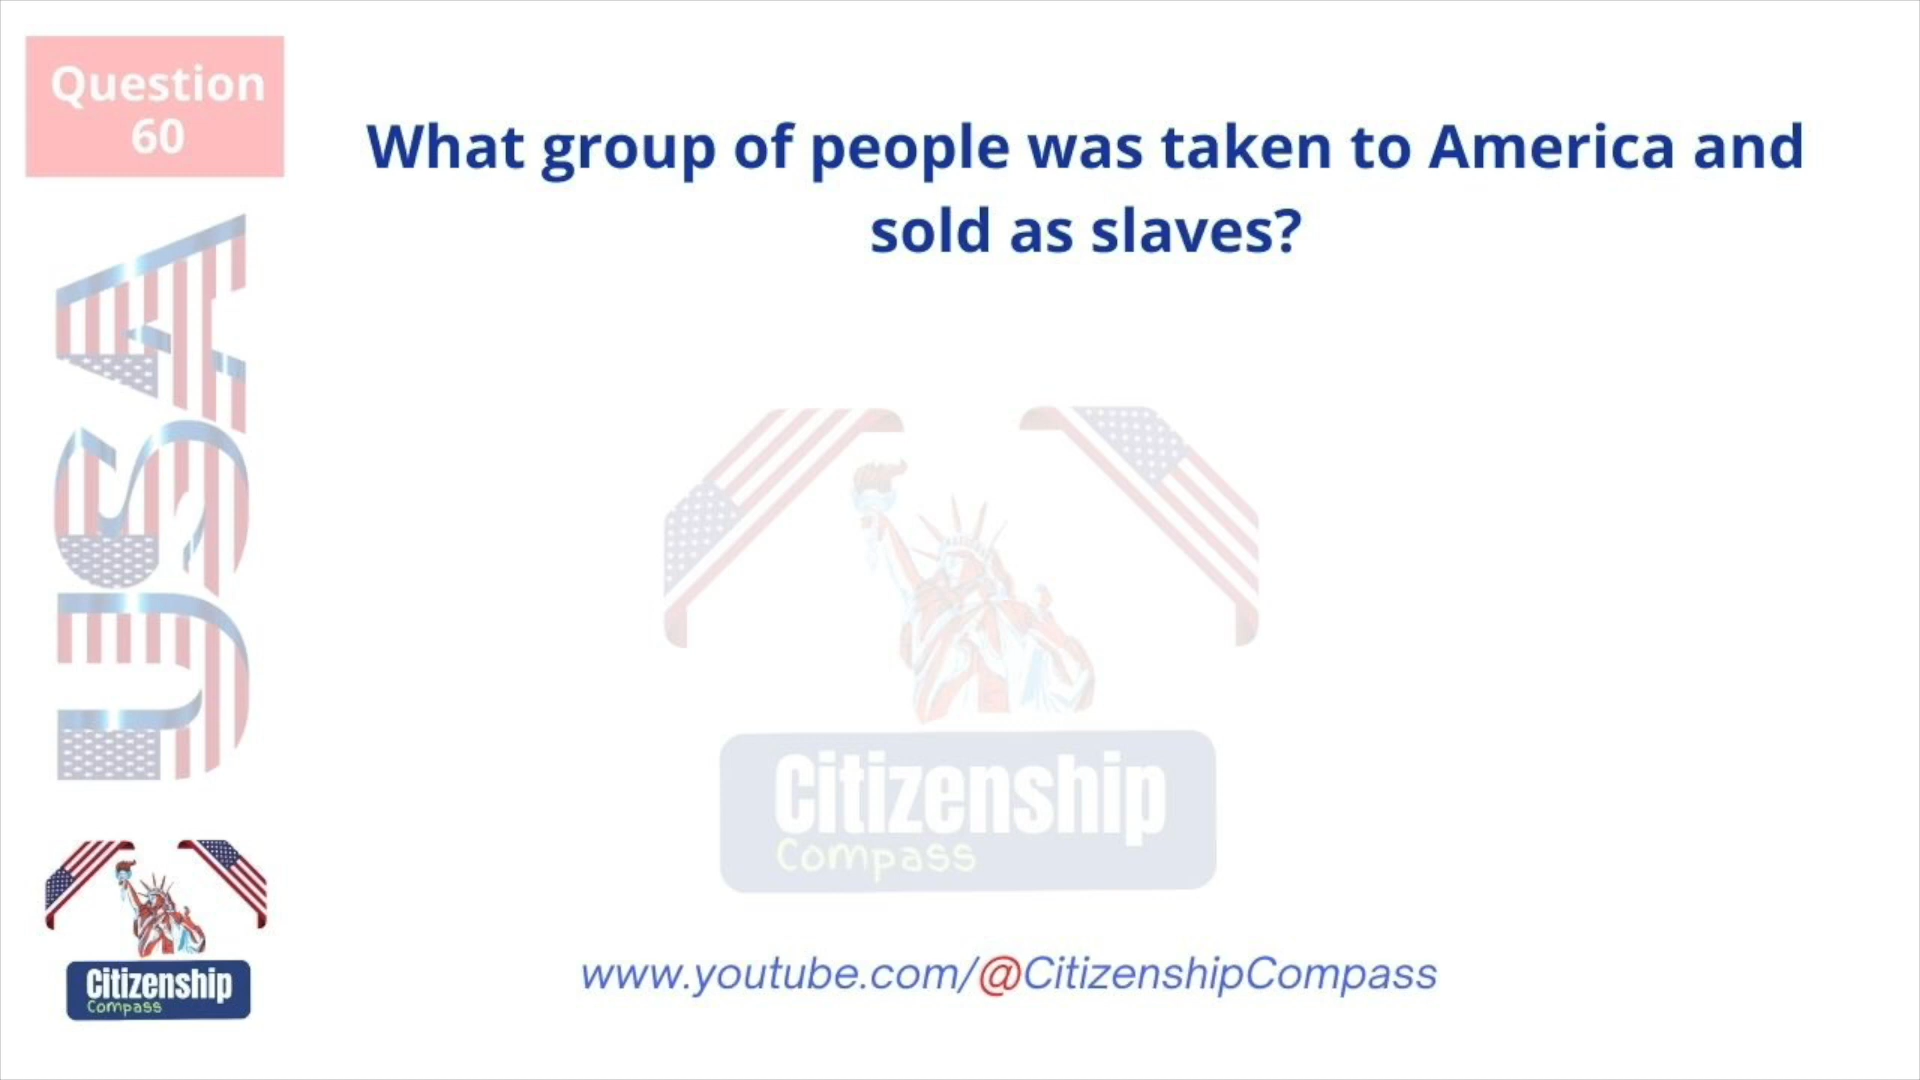 Question
60
What group of people was taken to America and
sold as slaves?
USA
Citizenship
Compass
Citizenship
Compass
www.youtube.com/@CitizenshipCompass